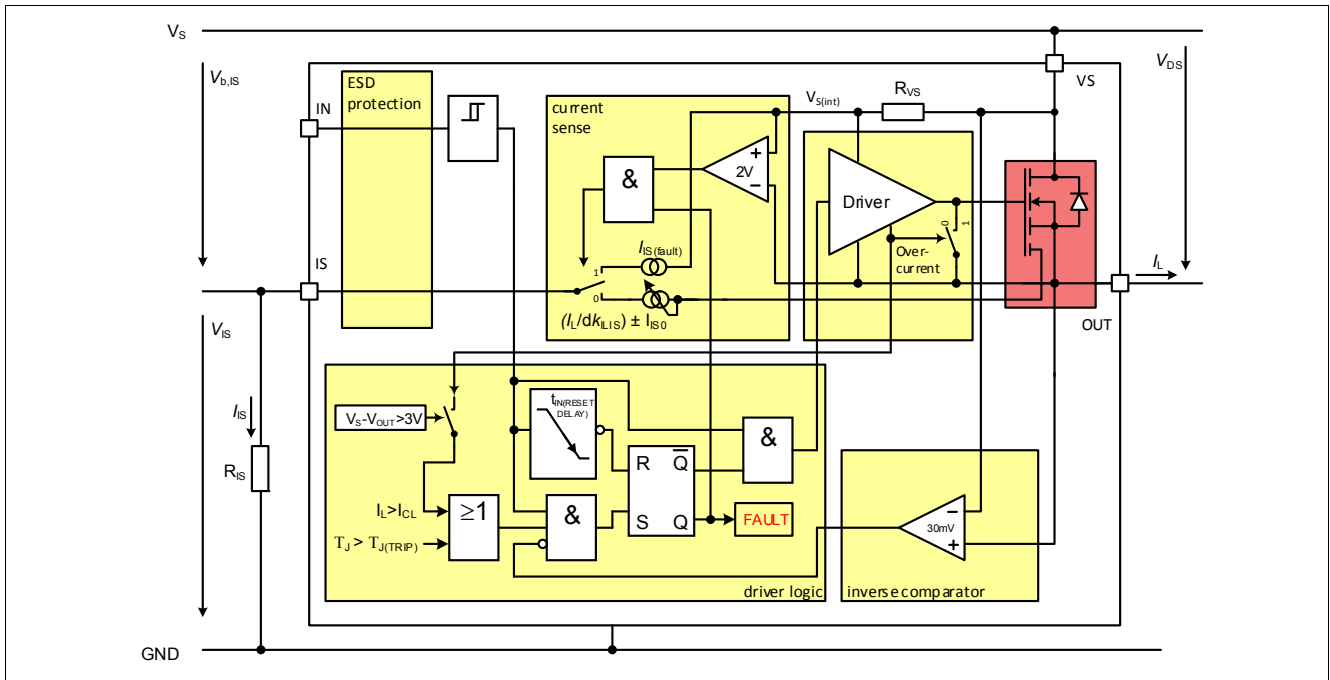 VS
Vb,IS
ESD
protection
IN
current
sense
VS(int)
RVS
VS
VDS
+
2V
−
&
Driver
0
1
Over-
current
IIS(fault)
IS
1
0
(IL/dkILIS) ± IIS0
IL
OUT
VIS
IIS
RIS
VS-VOUT>3V
tIN(RESET
DELAY)
&
R
Q
S
Q
FAULT
IL>ICL
≥1
&
TJ > TJ(TRIP)
driver logic
−
30mV
+
inverse comparator
GND